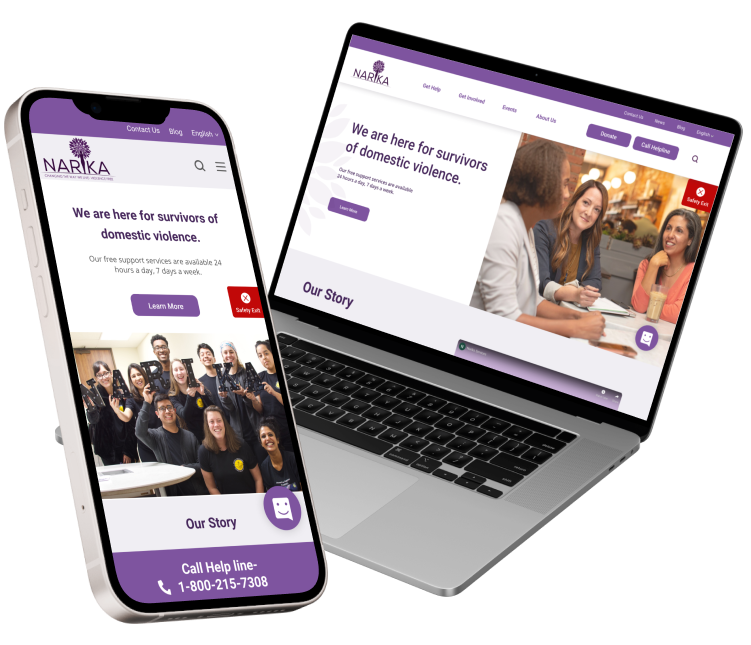 Contact Us Blog English
NARIKA
CHANGING THE WAY WE END VIOLENCE
We are here for survivors of
domestic violence.
Our free support services are available 24
hours a day, 7 days a week.
Learn More
Safety Exit
Our Story
Call Help line-
1-800-215-7308
Contact Us News Blog English
NARIKA
Get Help Get Involved Events About Us Donate Call Helpline
We are here for survivors
of domestic violence.
Our free support services are available
24 hours a day, 7 days a week.
Learn More
Safety Exit
Our Story